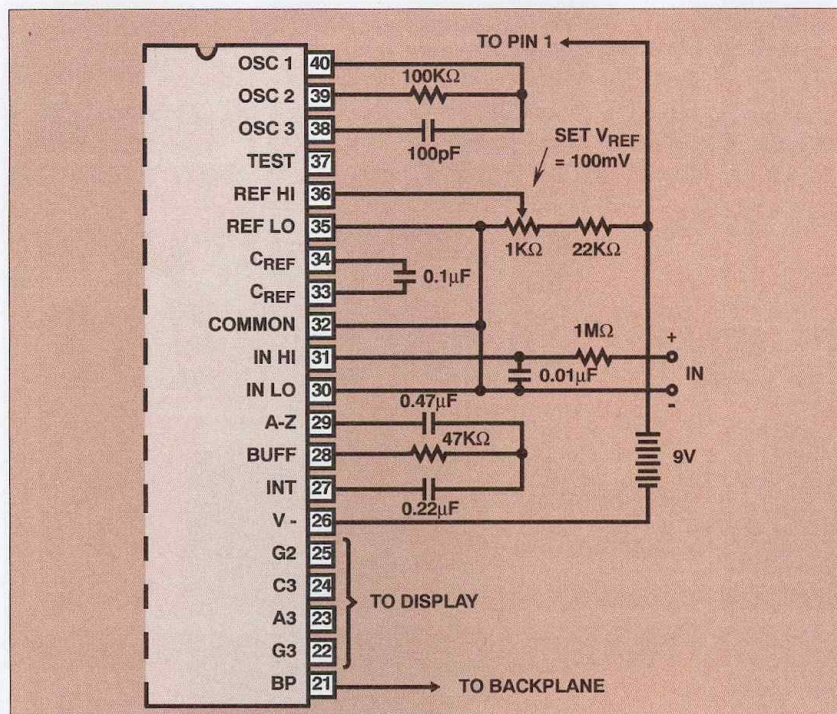 TO PIN 1
OSC 1 40
100KΩ
OSC 2 39
OSC 3 38
100pF
SET VREF
= 100mV
TEST 37
REF HI 36
REF LO 35
1KΩ 22KΩ
CREF 34
0.1μF
CREF 33
COMMON 32
1MΩ
+
IN HI 31
IN
0.01μF
IN LO 30
-
0.47μF
A-Z 29
47KΩ
BUFF 28
9V
INT 27
0.22μF
V - 26
G2 25
C3 24
TO DISPLAY
A3 23
G3 22
BP 21
TO BACKPLANE